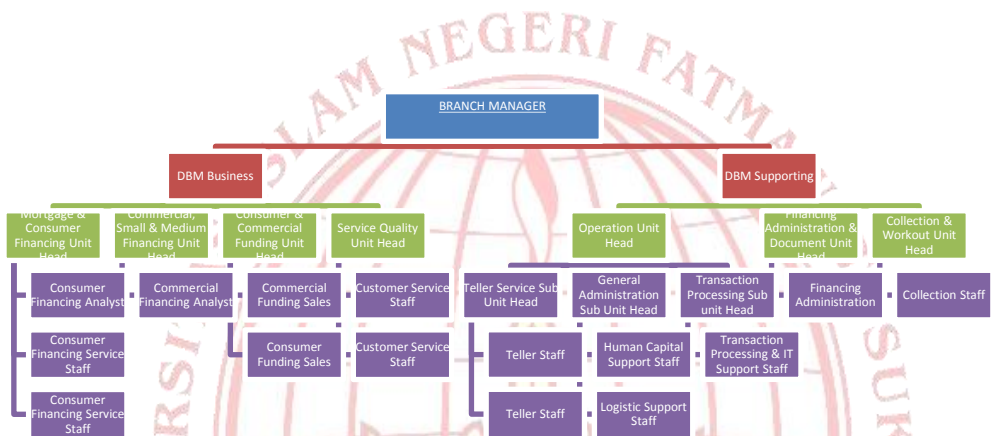 SLAM NEGERI FATMA
BRANCH MANAGER
DBM Business
DBM Supporting
Mortgage &
Consumer
Financing Unit
Head
Commercial,
Small & Medium
Financing Unit
Head
Consumer &
Commercial
Funding Unit
Head
Service Quality
Unit Head
Operation Unit
Head
Financing
Administration &
Document Unit
Head
Collection &
Workout Unit
Head
Consumer
Financing Analyst
Commercial
Financing Analyst
Commercial
Funding Sales
Customer Service
Staff
Teller Service Sub
Unit Head
General
Administration
Sub Unit Head
Transaction
Processing Sub
unit Head
Financing
Administration
Collection Staff
Consumer
Financing Service
Staff
Consumer
Funding Sales
Customer Service
Staff
Teller Staff
Human Capital
Support Staff
Transaction
Processing & IT
Support Staff
Consumer
Financing Service
Staff
Teller Staff
Logistic Support
Staff
RSI
SUK